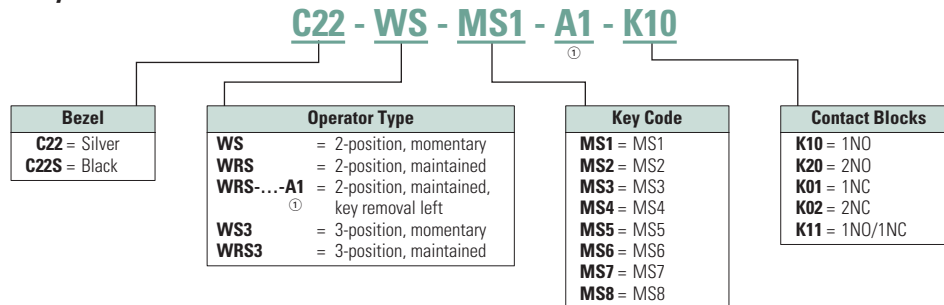 C22 - WS - MS1 - A1 - K10
①
Bezel
C22 = Silver
C22S = Black
Operator Type
WS = 2-position, momentary
WRS = 2-position, maintained
WRS-...-A1 = 2-position, maintained,
① key removal left
WS3 = 3-position, momentary
WRS3 = 3-position, maintained
Key Code
MS1 = MS1
MS2 = MS2
MS3 = MS3
MS4 = MS4
MS5 = MS5
MS6 = MS6
MS7 = MS7
MS8 = MS8
Contact Blocks
K10 = 1NO
K20 = 2NO
K01 = 1NC
K02 = 2NC
K11 = 1NO/1NC